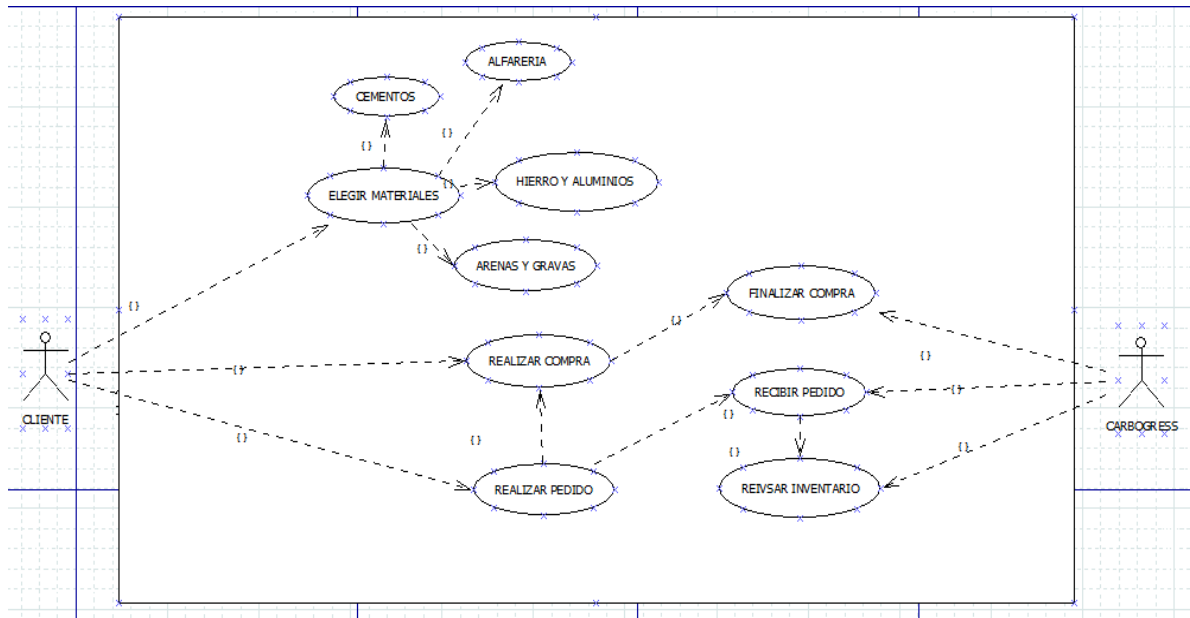 ALFARERIA
CEMENTOS
{ }
{ }
HIERRO Y ALUMINIOS
{ }
ELEGIR MATERIALES
{ }
ARENAS Y GRAVAS
FINALIZAR COMPRA
{ }
{ }
REALIZAR COMPRA
{ }
{ }
RECIBIR PEDIDO
{ }
{ }
CLIENTE
CARBOGRESS
{ }
{ }
{ }
{ }
REALIZAR PEDIDO
REIVSAR INVENTARIO